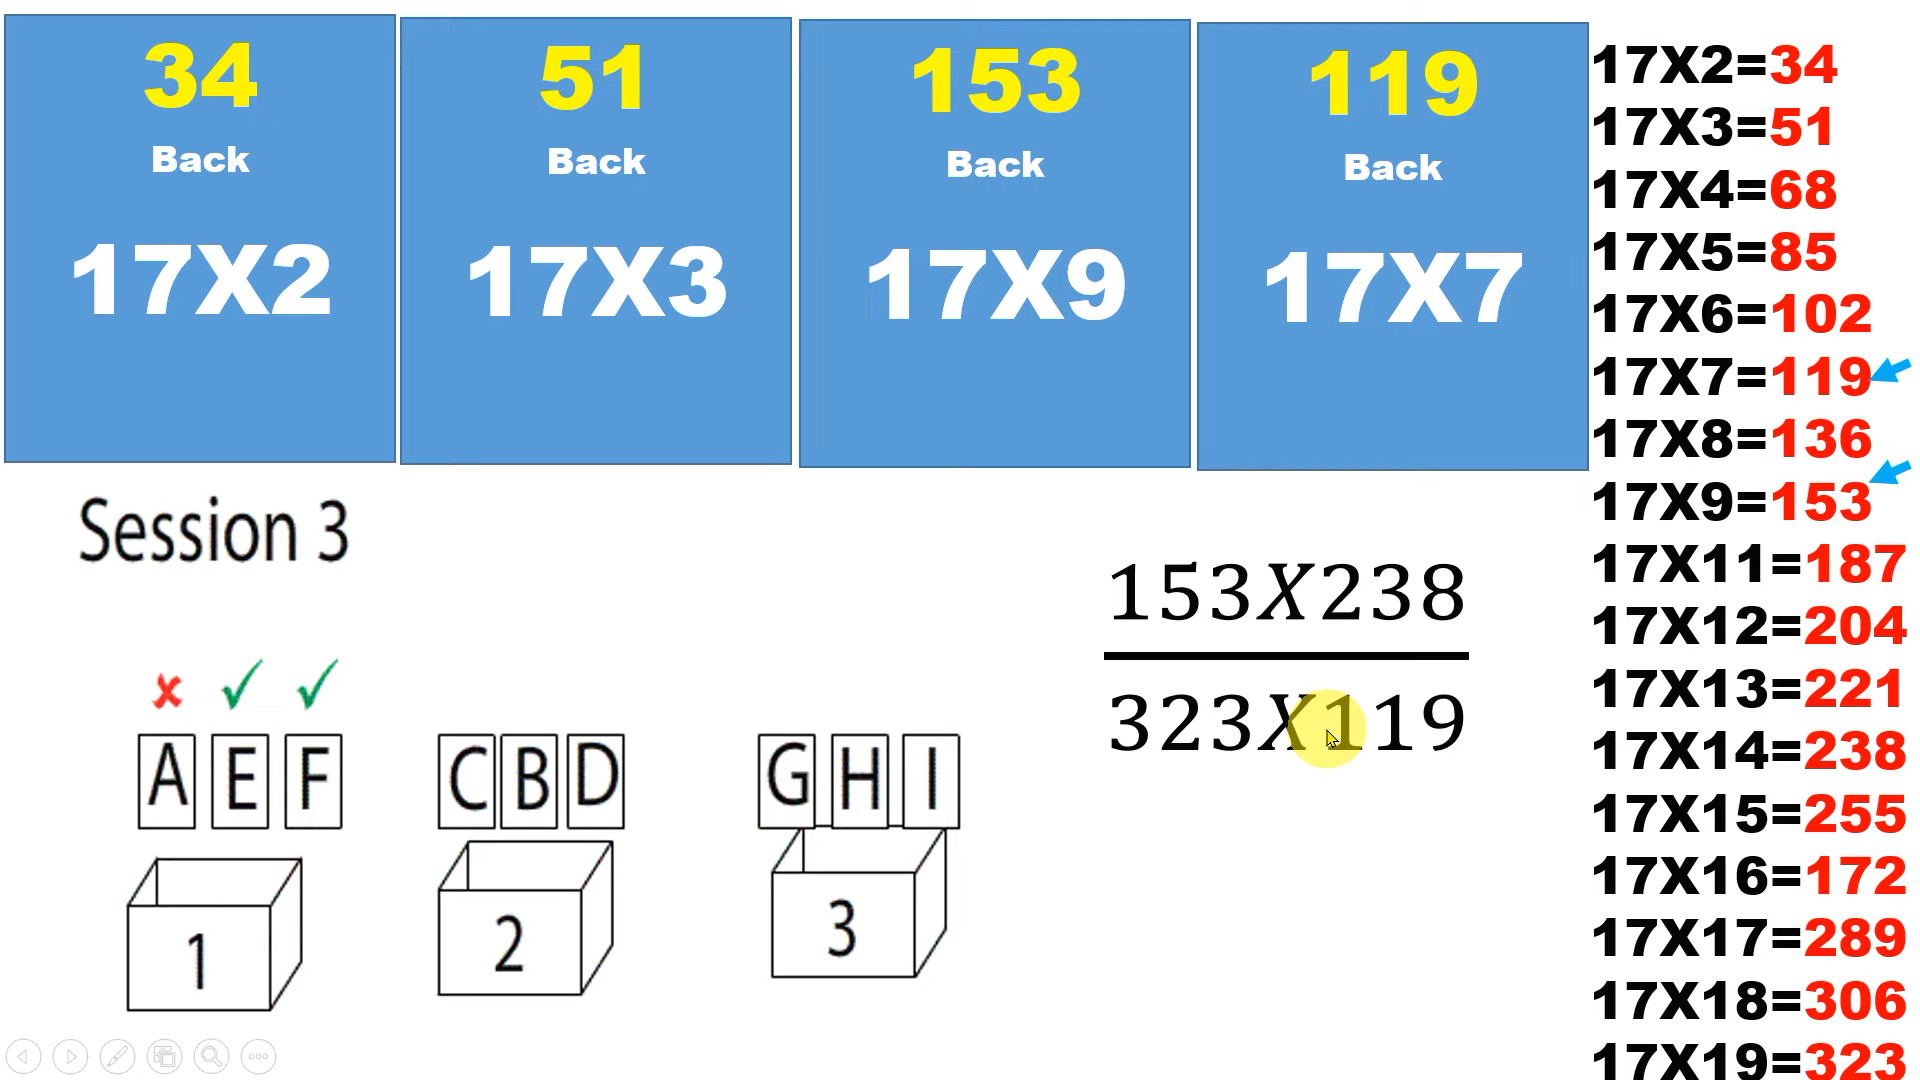 34
Back
17X2
51
Back
17X3
153
Back
17X9
119
Back
17X7
17X2=34
17X3=51
17X4=68
17X5=85
17X6=102
17X7=119
17X8=136
17X9=153
17X11=187
17X12=204
17X13=221
17X14=238
17X15=255
17X16=172
17X17=289
17X18=306
17X19=323
Session 3
153X238
323X119
A E F
C B D
G H I
1
2
3